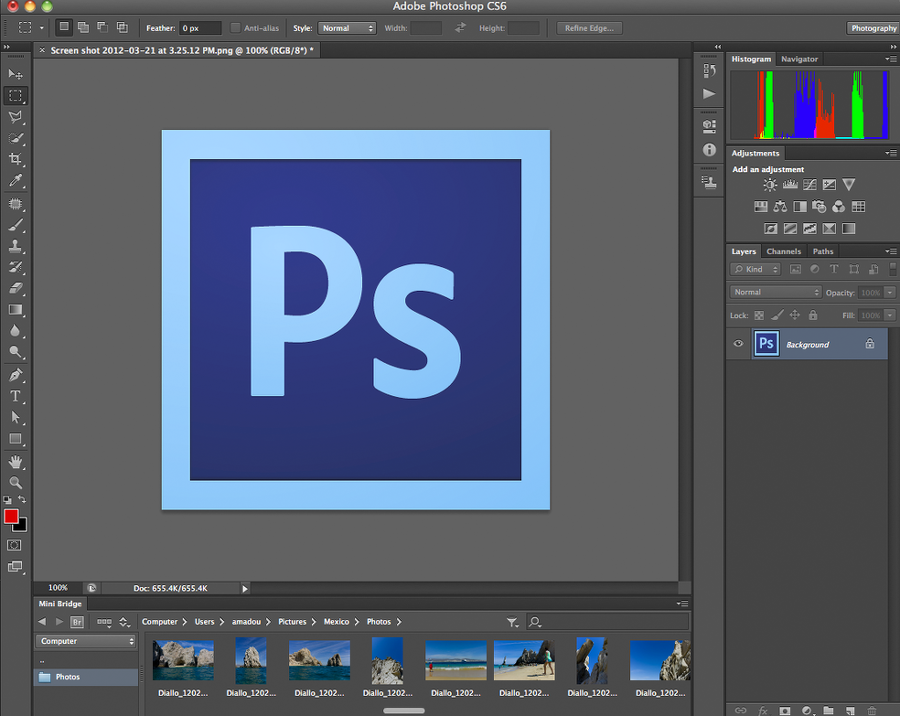 Adobe Photoshop CS6
Feather: 0 px Anti-alias Style: Normal Width: Height: Refine Edge... Photography
× Screen shot 2012-03-21 at 3.25.12 PM.png @ 100% (RGB/8*) *
Histogram Navigator
Adjustments
Add an adjustment
Layers Channels Paths
Kind
Normal Opacity: 100%
Lock: Fill: 100%
Ps Background
Ps
100% Doc: 655.4K/655.4K
Mini Bridge
Br Computer Users amadou Pictures Mexico Photos
Computer
..
Photos
Diallo_1202... Diallo_1202... Diallo_1202... Diallo_1202... Diallo_1202... Diallo_1202... Diallo_1202... Diallo_1202...
fx